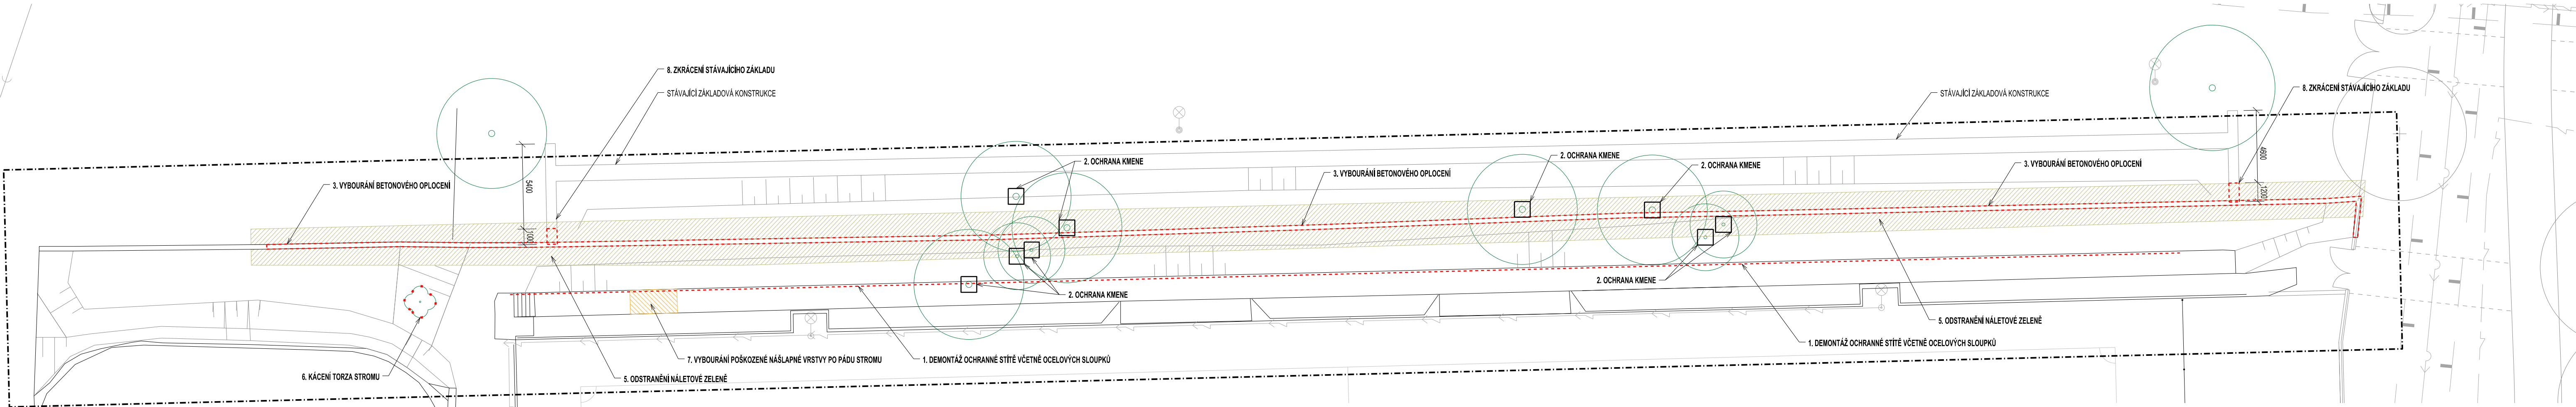 8. ZKRÁCENÍ STÁVAJÍCÍHO ZÁKLADU
STÁVAJÍCÍ ZÁKLADOVÁ KONSTRUKCE
STÁVAJÍCÍ ZÁKLADOVÁ KONSTRUKCE
8. ZKRÁCENÍ STÁVAJÍCÍHO ZÁKLADU
2. OCHRANA KMENE
2. OCHRANA KMENE
2. OCHRANA KMENE
3. VYBOURÁNÍ BETONOVÉHO OPLOCENÍ
3. VYBOURÁNÍ BETONOVÉHO OPLOCENÍ
3. VYBOURÁNÍ BETONOVÉHO OPLOCENÍ
5400
1000
4600
1200
2. OCHRANA KMENE
2. OCHRANA KMENE
5. ODSTRANĚNÍ NÁLETOVÉ ZELENĚ
1. DEMONTÁŽ OCHRANNÉ STÍTĚ VČETNĚ OCELOVÝCH SLOUPKŮ
7. VYBOURÁNÍ POŠKOZENÉ NÁŠLAPNÉ VRSTVY PO PÁDU STROMU
1. DEMONTÁŽ OCHRANNÉ STÍTĚ VČETNĚ OCELOVÝCH SLOUPKŮ
6. KÁCENÍ TORZA STROMU
5. ODSTRANĚNÍ NÁLETOVÉ ZELENĚ